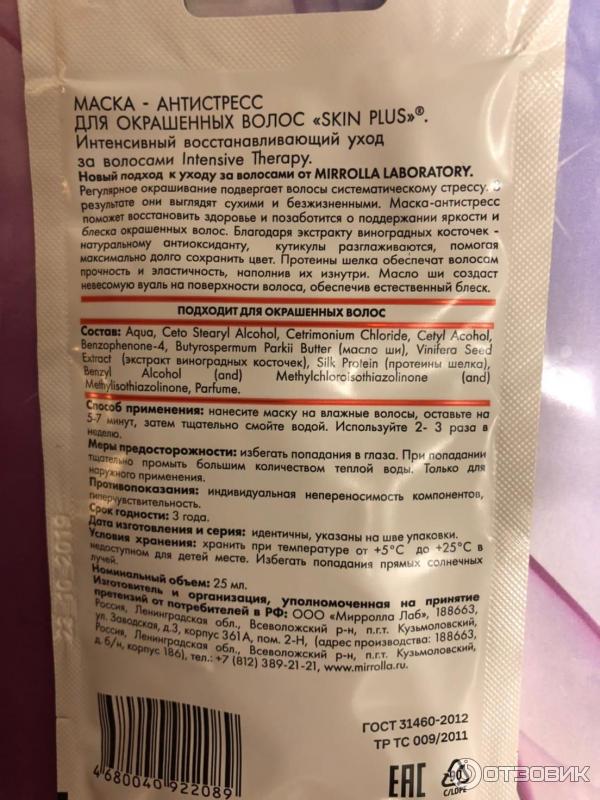 МАСКА - АНТИСТРЕСС
ДЛЯ ОКРАШЕННЫХ ВОЛОС «SKIN PLUS»®.
Интенсивный восстанавливающий уход
за волосами Intensive Therapy.
Новый подход к уходу за волосами от MIRROLLA LABORATORY.
Регулярное окрашивание подвергает волосы систематическому стрессу. В
результате они выглядят сухими и безжизненными. Маска-антистресс
поможет восстановить здоровье и позаботится о поддержании яркости и
блеска окрашенных волос. Благодаря экстракту виноградных косточек -
натуральному антиоксиданту, кутикулы разглаживаются, помогая
максимально долго сохранить цвет. Протеины шелка обеспечат волосам
прочность и эластичность, наполнив их изнутри. Масло ши создаст
невесомую вуаль на поверхности волоса, обеспечив естественный блеск.
ПОДХОДИТ ДЛЯ ОКРАШЕННЫХ ВОЛОС
Состав: Aqua, Ceto Stearyl Alcohol, Cetrimonium Chloride, Cetyl Acohol,
Benzophenone-4, Butyrospermum Parkii Butter (масло ши), Vinifera Seed
Extract (экстракт виноградных косточек), Silk Protein (протеины шелка),
Benzyl Alcohol (and) Methylchloroisothiazolinone (and)
Methylisothiazolinone, Parfume.
Способ применения: нанесите маску на влажные волосы, оставьте на
5-7 минут, затем тщательно смойте водой. Используйте 2- 3 раза в
неделю.
Меры предосторожности: избегать попадания в глаза. При попадании
тщательно промыть большим количеством теплой воды. Только для
наружного применения.
Противопоказания: индивидуальная непереносимость компонентов,
гиперчувствительность.
Срок годности: 3 года.
Дата изготовления и серия: идентичны, указаны на шве упаковки.
Условия хранения: хранить при температуре от +5°С до +25°С в
недоступном для детей месте. Избегать попадания прямых солнечных
лучей.
Номинальный объем: 25 мл.
Изготовитель и организация, уполномоченная на принятие
претензий от потребителей в РФ: ООО «Мирролла Лаб», 188663,
Россия, Ленинградская обл., Всеволожский р-н, п.г.т. Кузьмоловский,
ул. Заводская, д.3, корпус 361А, пом. 2-Н, (адрес производства: 188663,
Россия, Ленинградская обл., Всеволожский р-н, п.г.т. Кузьмоловский,
д. б/н, корпус 186), тел.: +7 (812) 389-21-21, www.mirrolla.ru.
4 680040 922089
ГОСТ 31460-2012
ТР ТС 009/2011
EAC
C/LDPE
ОТЗОВИК